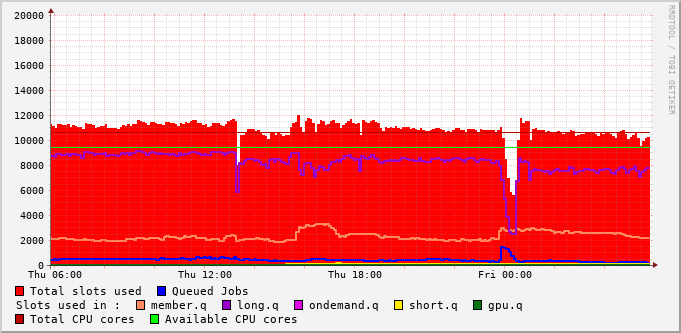 20000
18000
16000
14000
12000
10000
8000
6000
4000
2000
0
Thu 06:00 Thu 12:00 Thu 18:00 Fri 00:00
RRDTOOL / TOBI OETIKER
Total slots used Queued Jobs
Slots used in : member.q long.q ondemand.q short.q gpu.q
Total CPU cores Available CPU cores